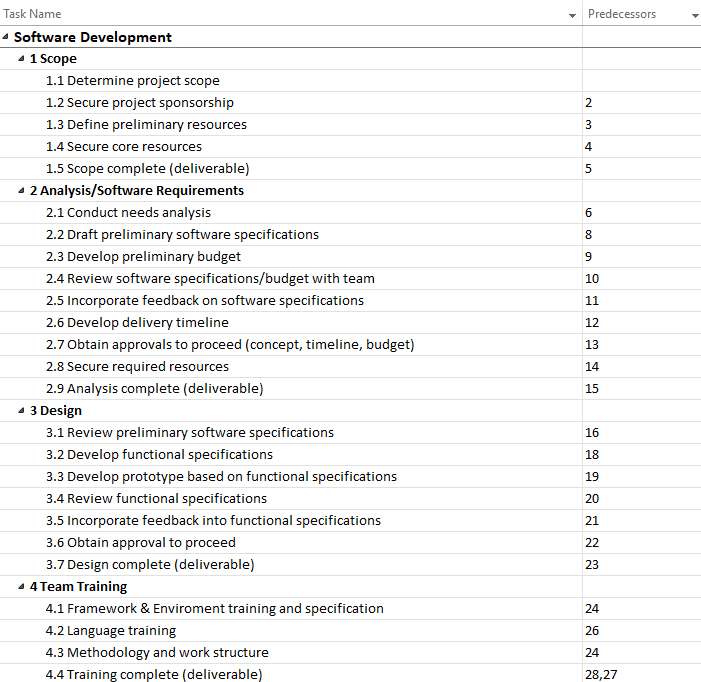 Task Name Predecessors
Software Development
1 Scope
1.1 Determine project scope
1.2 Secure project sponsorship 2
1.3 Define preliminary resources 3
1.4 Secure core resources 4
1.5 Scope complete (deliverable) 5
2 Analysis/Software Requirements
2.1 Conduct needs analysis 6
2.2 Draft preliminary software specifications 8
2.3 Develop preliminary budget 9
2.4 Review software specifications/budget with team 10
2.5 Incorporate feedback on software specifications 11
2.6 Develop delivery timeline 12
2.7 Obtain approvals to proceed (concept, timeline, budget) 13
2.8 Secure required resources 14
2.9 Analysis complete (deliverable) 15
3 Design
3.1 Review preliminary software specifications 16
3.2 Develop functional specifications 18
3.3 Develop prototype based on functional specifications 19
3.4 Review functional specifications 20
3.5 Incorporate feedback into functional specifications 21
3.6 Obtain approval to proceed 22
3.7 Design complete (deliverable) 23
4 Team Training
4.1 Framework & Enviroment training and specification 24
4.2 Language training 26
4.3 Methodology and work structure 24
4.4 Training complete (deliverable) 28,27